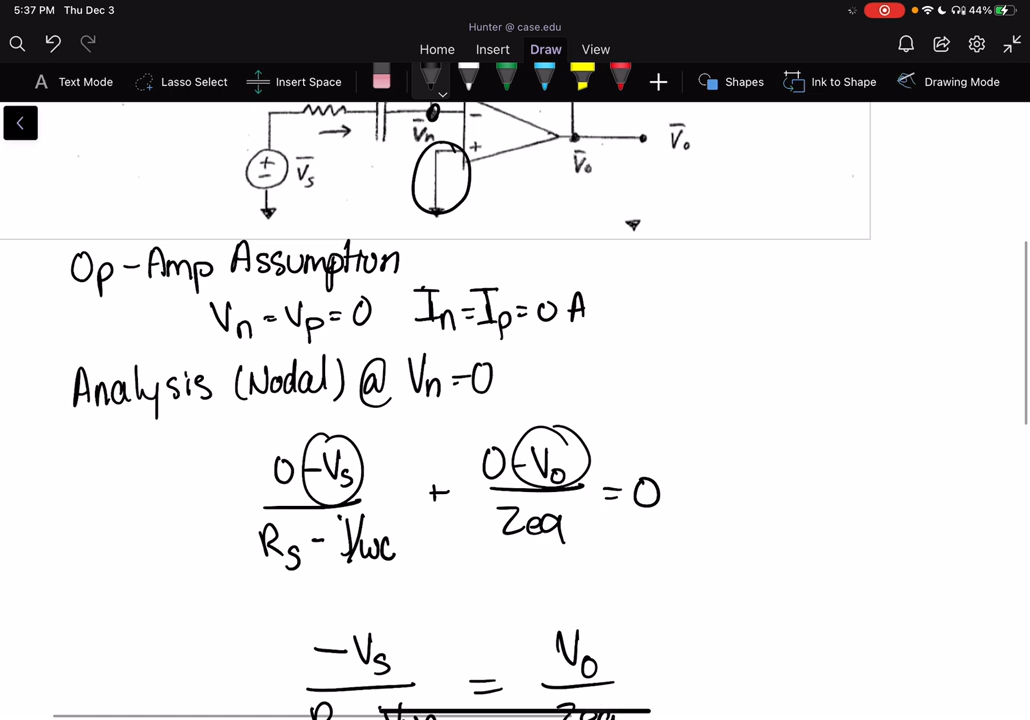 5:37 PM Thu Dec 3
44%
Hunter @ case.edu
Home Insert Draw View
Text Mode Lasso Select Insert Space Shapes Ink to Shape Drawing Mode
V̄n - V̄o
+ V̄s + V̄o
-
Op-Amp Assumption
Vn = Vp = 0 In = Ip = 0 A
Analysis (Nodal) @ Vn = 0
0 - Vs 0 - Vo
+ = 0
Rs - j/wc Zeq
-Vs Vo
=